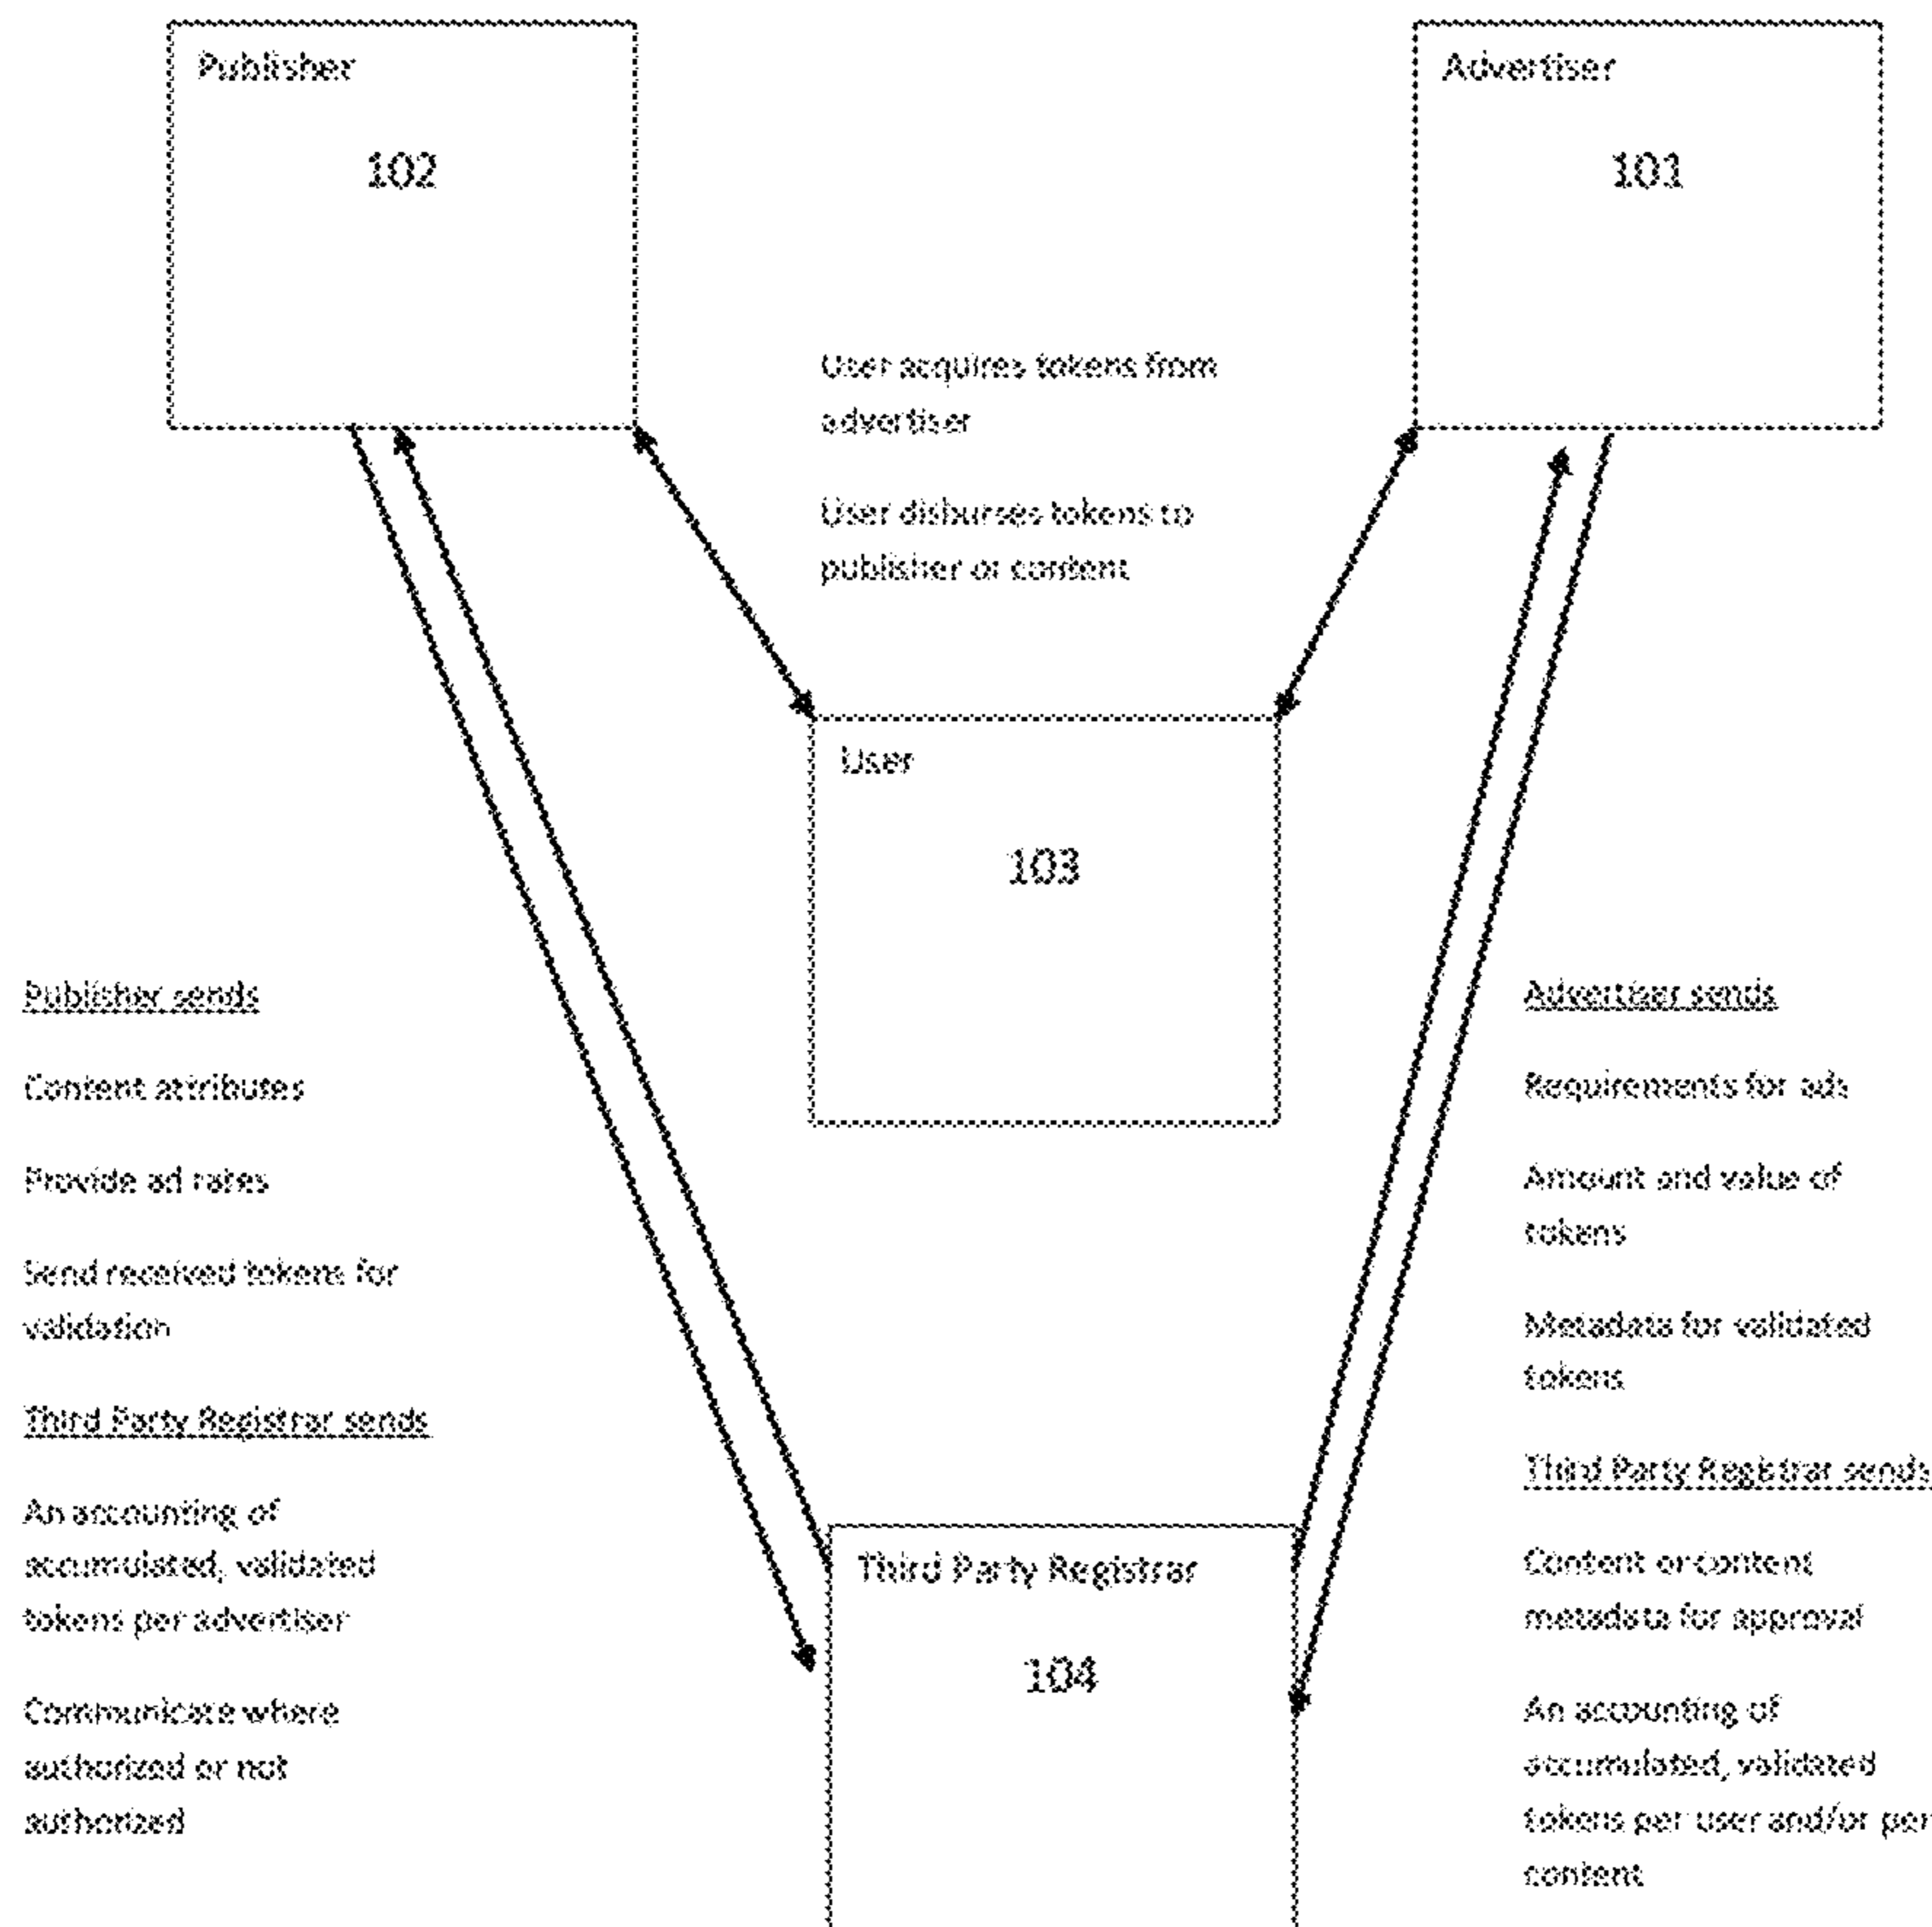 Publisher
102
Advertiser
101
User acquires tokens from
advertiser
User disburses tokens to
publisher or content
User
103
Publisher sends
Content attributes
Provide ad rates
Send received tokens for
validation
Third Party Registrar sends
An accounting of
accumulated, validated
tokens per advertiser
Communicate where
authorized or not
authorized
Advertiser sends
Requirements for ads
Amount and value of
tokens
Metadata for validated
tokens
Third Party Registrar sends
Content or content
metadata for approval
An accounting of
accumulated, validated
tokens per user and/or per
content
Third Party Registrar
104